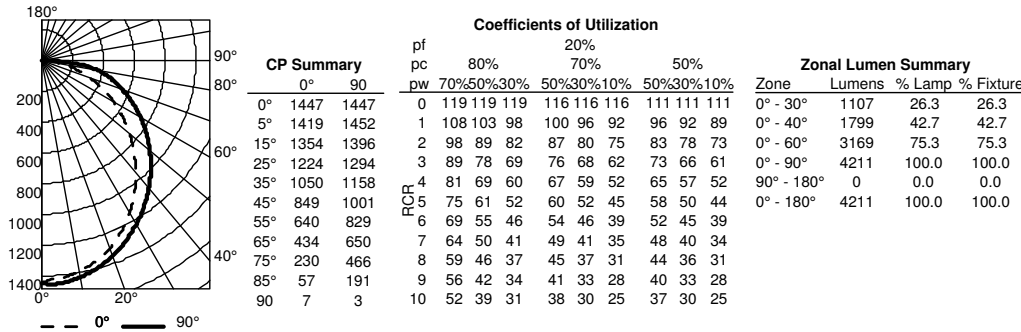 180°
90°
80°
60°
40°
200
400
600
800
1000
1200
1400
0°
20°
0° 90°
CP Summary
0° 90
0° 1447 1447
5° 1419 1452
15° 1354 1396
25° 1224 1294
35° 1050 1158
45° 849 1001
55° 640 829
65° 434 650
75° 230 466
85° 57 191
90 7 3
Coefficients of Utilization
pf 20%
pc 80% 70% 50%
pw 70%50%30% 50%30%10% 50%30%10%
RCR
0 119 119 119 116 116 116 111 111 111
1 108 103 98 100 96 92 96 92 89
2 98 89 82 87 80 75 83 78 73
3 89 78 69 76 68 62 73 66 61
4 81 69 60 67 59 52 65 57 52
5 75 61 52 60 52 45 58 50 44
6 69 55 46 54 46 39 52 45 39
7 64 50 41 49 41 35 48 40 34
8 59 46 37 45 37 31 44 36 31
9 56 42 34 41 33 28 40 33 28
10 52 39 31 38 30 25 37 30 25
Zonal Lumen Summary
Zone Lumens % Lamp % Fixture
0° - 30° 1107 26.3 26.3
0° - 40° 1799 42.7 42.7
0° - 60° 3169 75.3 75.3
0° - 90° 4211 100.0 100.0
90° - 180° 0 0.0 0.0
0° - 180° 4211 100.0 100.0